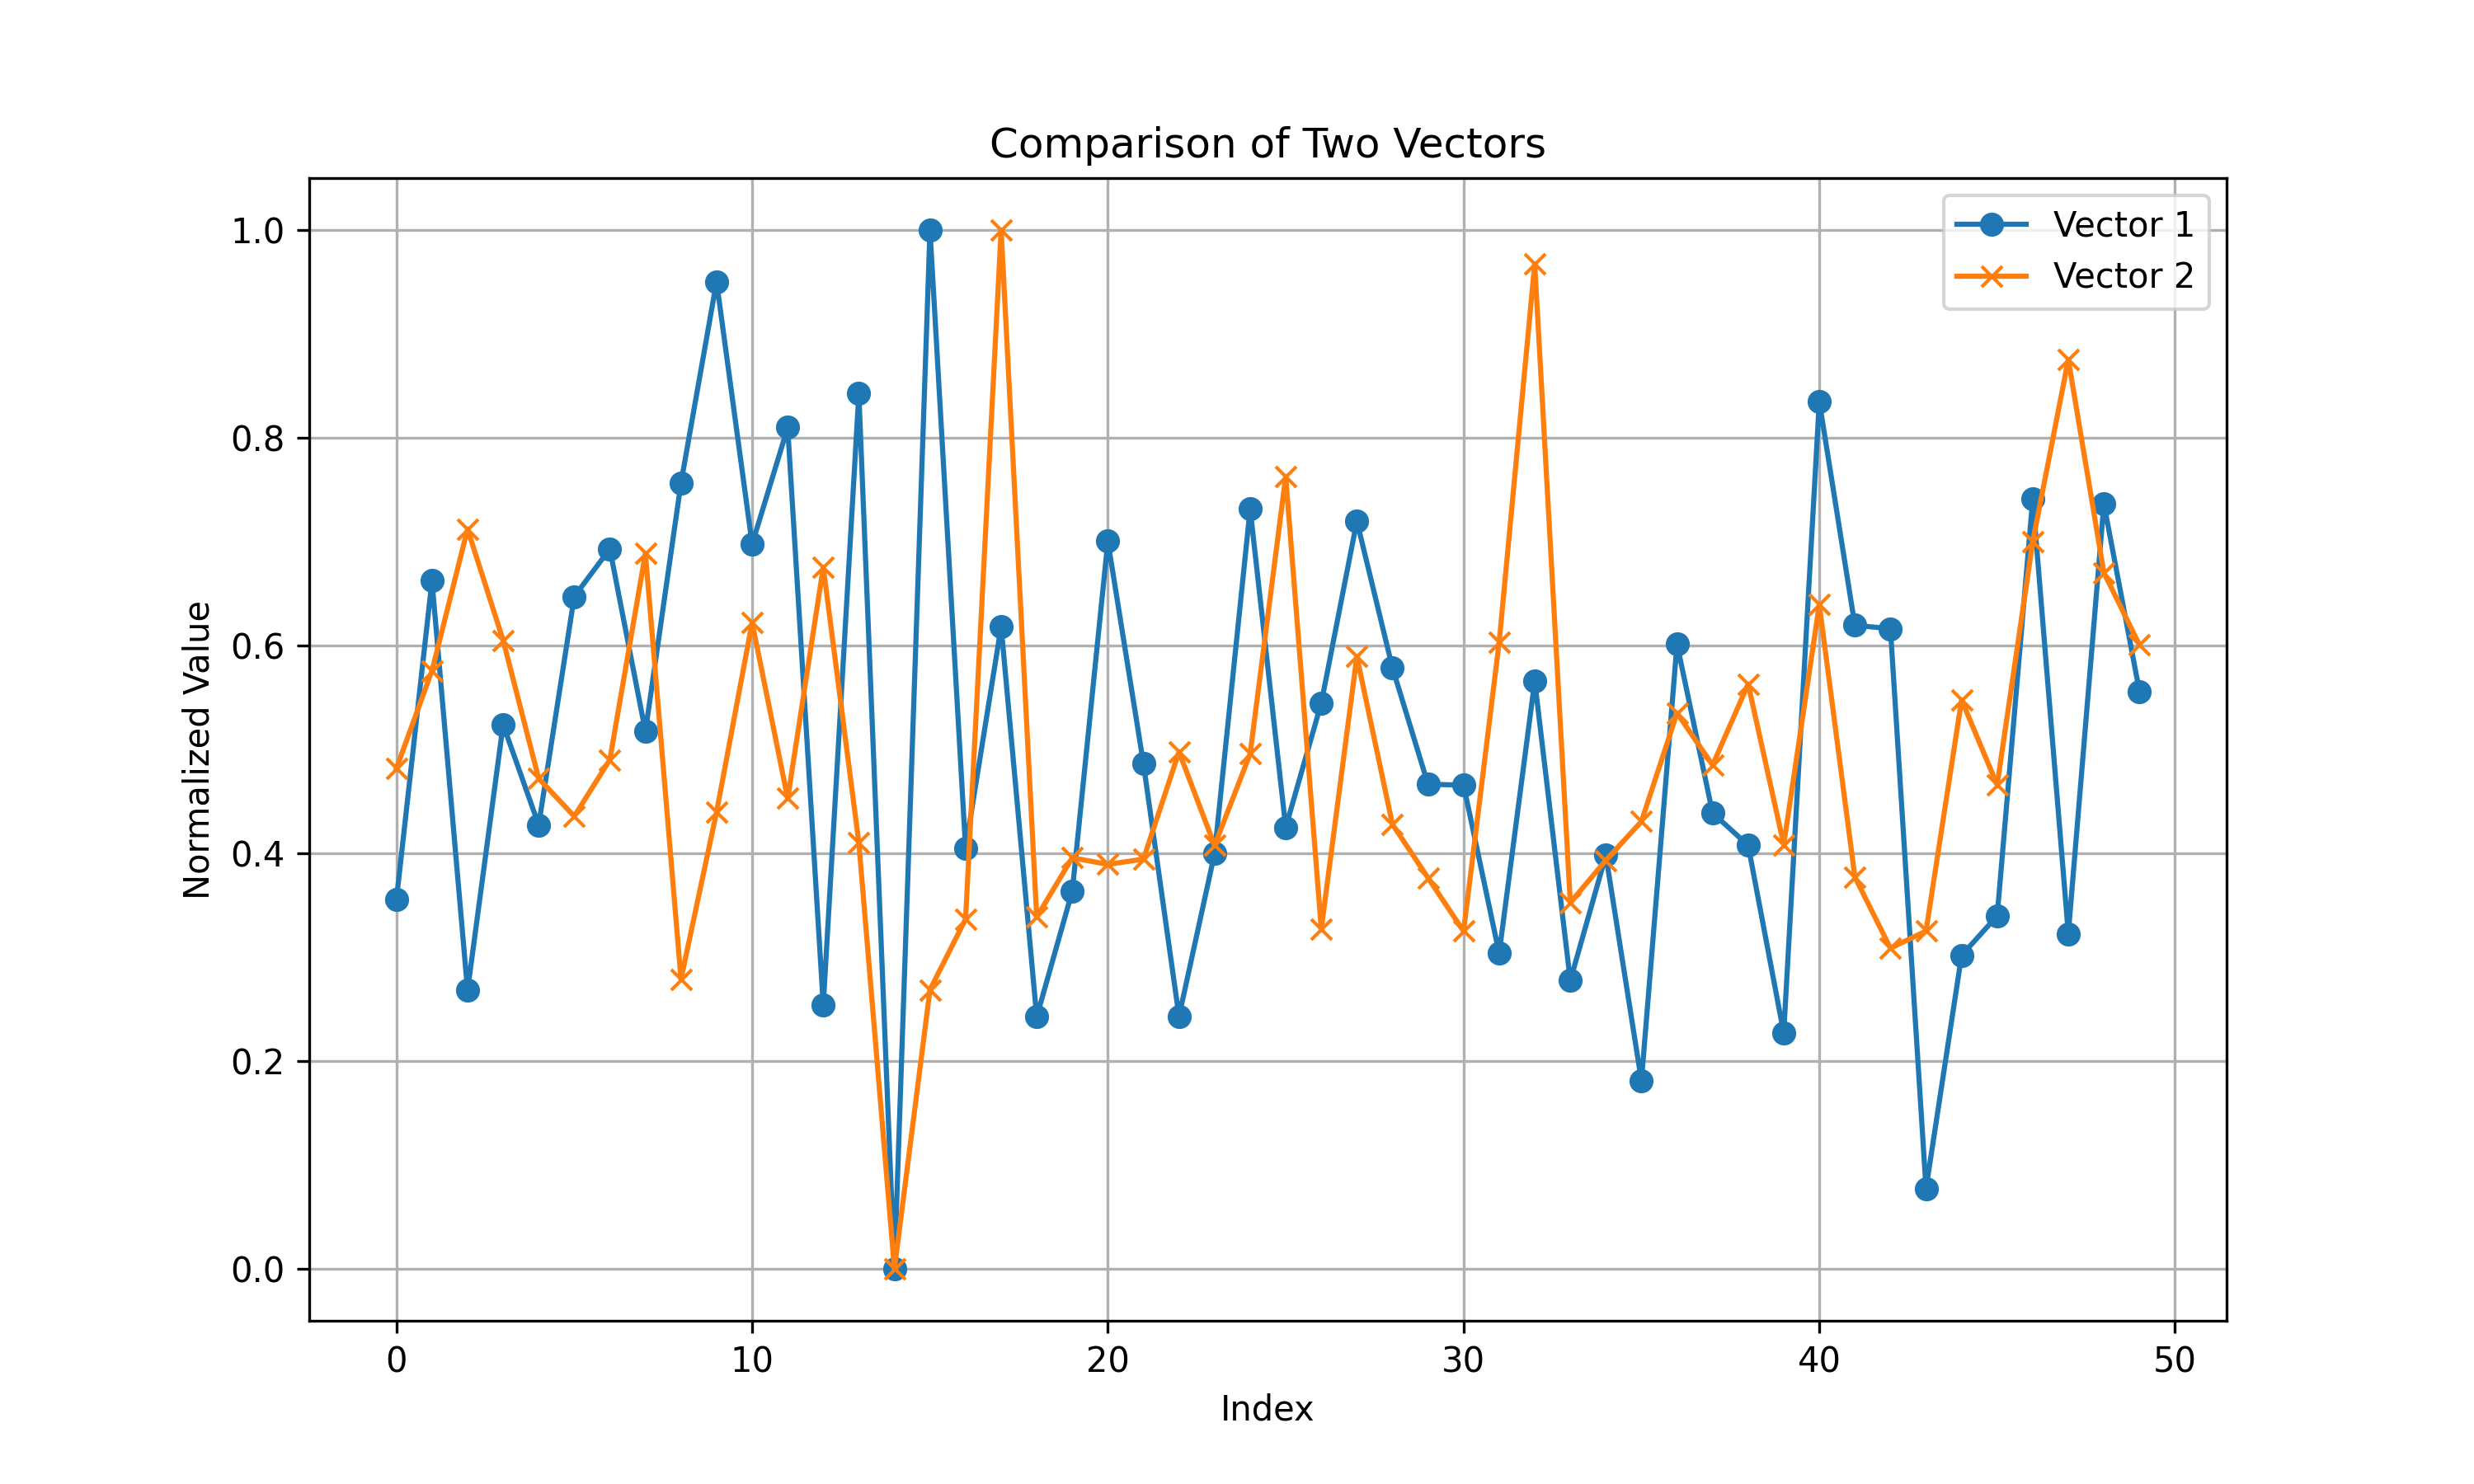 Comparison of Two Vectors
Vector 1
Vector 2
1.0
0.8
0.6
0.4
0.2
0.0
Normalized Value
0 10 20 30 40 50
Index